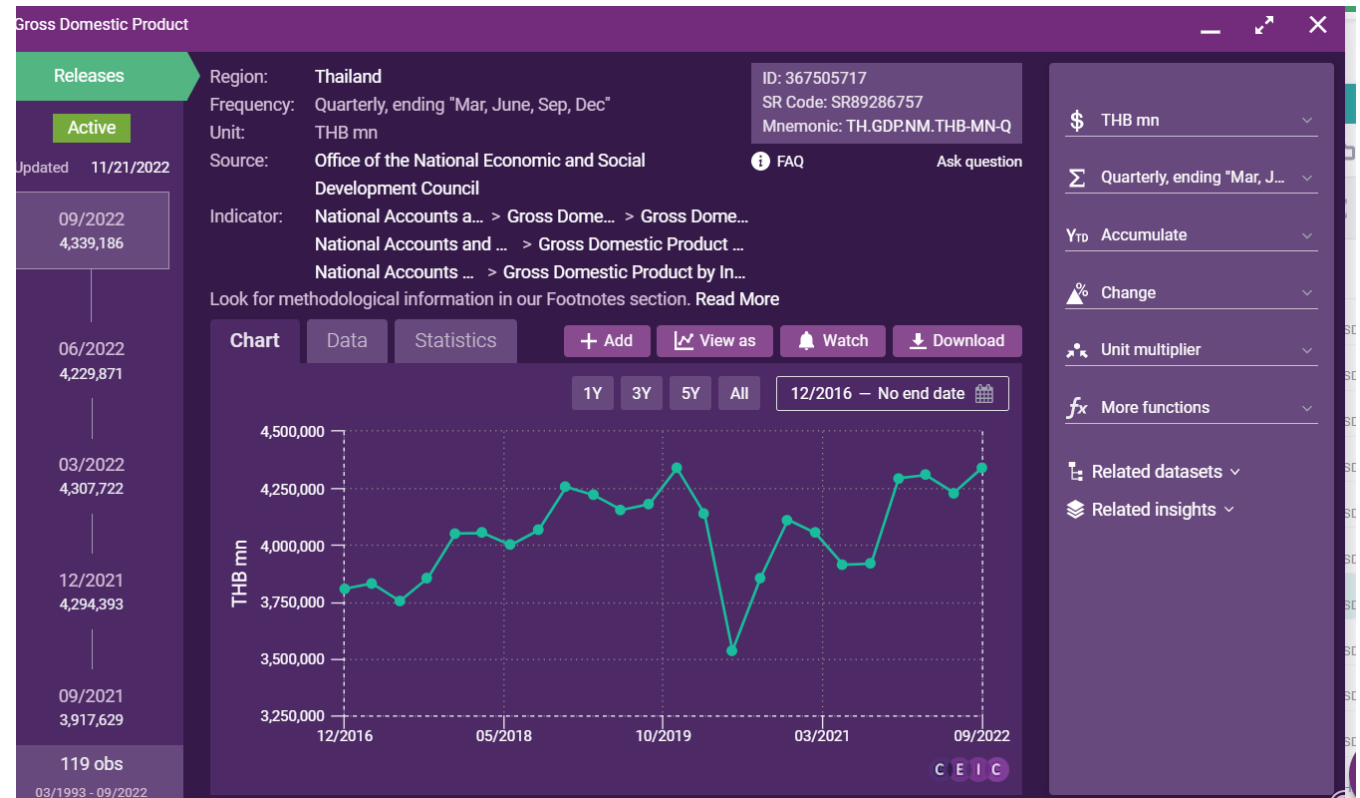 Gross Domestic Product
Releases
Active
Updated 11/21/2022
09/2022
4,339,186
06/2022
4,229,871
03/2022
4,307,722
12/2021
4,294,393
09/2021
3,917,629
119 obs
03/1993 - 09/2022
Region: Thailand
Frequency: Quarterly, ending "Mar, June, Sep, Dec"
Unit: THB mn
Source: Office of the National Economic and Social
Development Council
Indicator: National Accounts a... > Gross Dome... > Gross Dome...
National Accounts and ... > Gross Domestic Product ...
National Accounts ... > Gross Domestic Product by In...
Look for methodological information in our Footnotes section. Read More
ID: 367505717
SR Code: SR89286757
Mnemonic: TH.GDP.NM.THB-MN-Q
FAQ Ask question
Chart Data Statistics + Add View as Watch Download
1Y 3Y 5Y All 12/2016 – No end date
4,500,000
4,250,000
4,000,000
3,750,000
3,500,000
3,250,000
THB mn
12/2016 05/2018 10/2019 03/2021 09/2022
C E I C
$ THB mn
Σ Quarterly, ending "Mar, J...
YTD Accumulate
% Change
Unit multiplier
fx More functions
Related datasets
Related insights